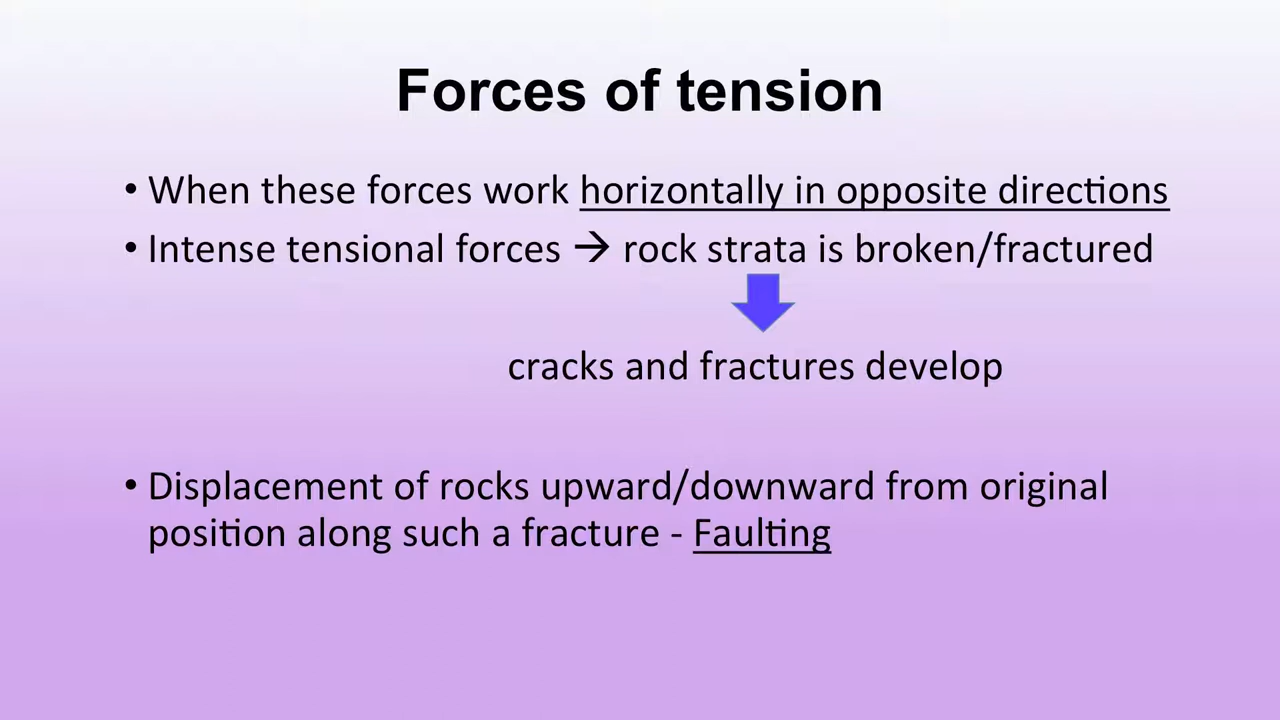 Forces of tension
• When these forces work horizontally in opposite directions
• Intense tensional forces → rock strata is broken/fractured
cracks and fractures develop
• Displacement of rocks upward/downward from original
position along such a fracture - Faulting